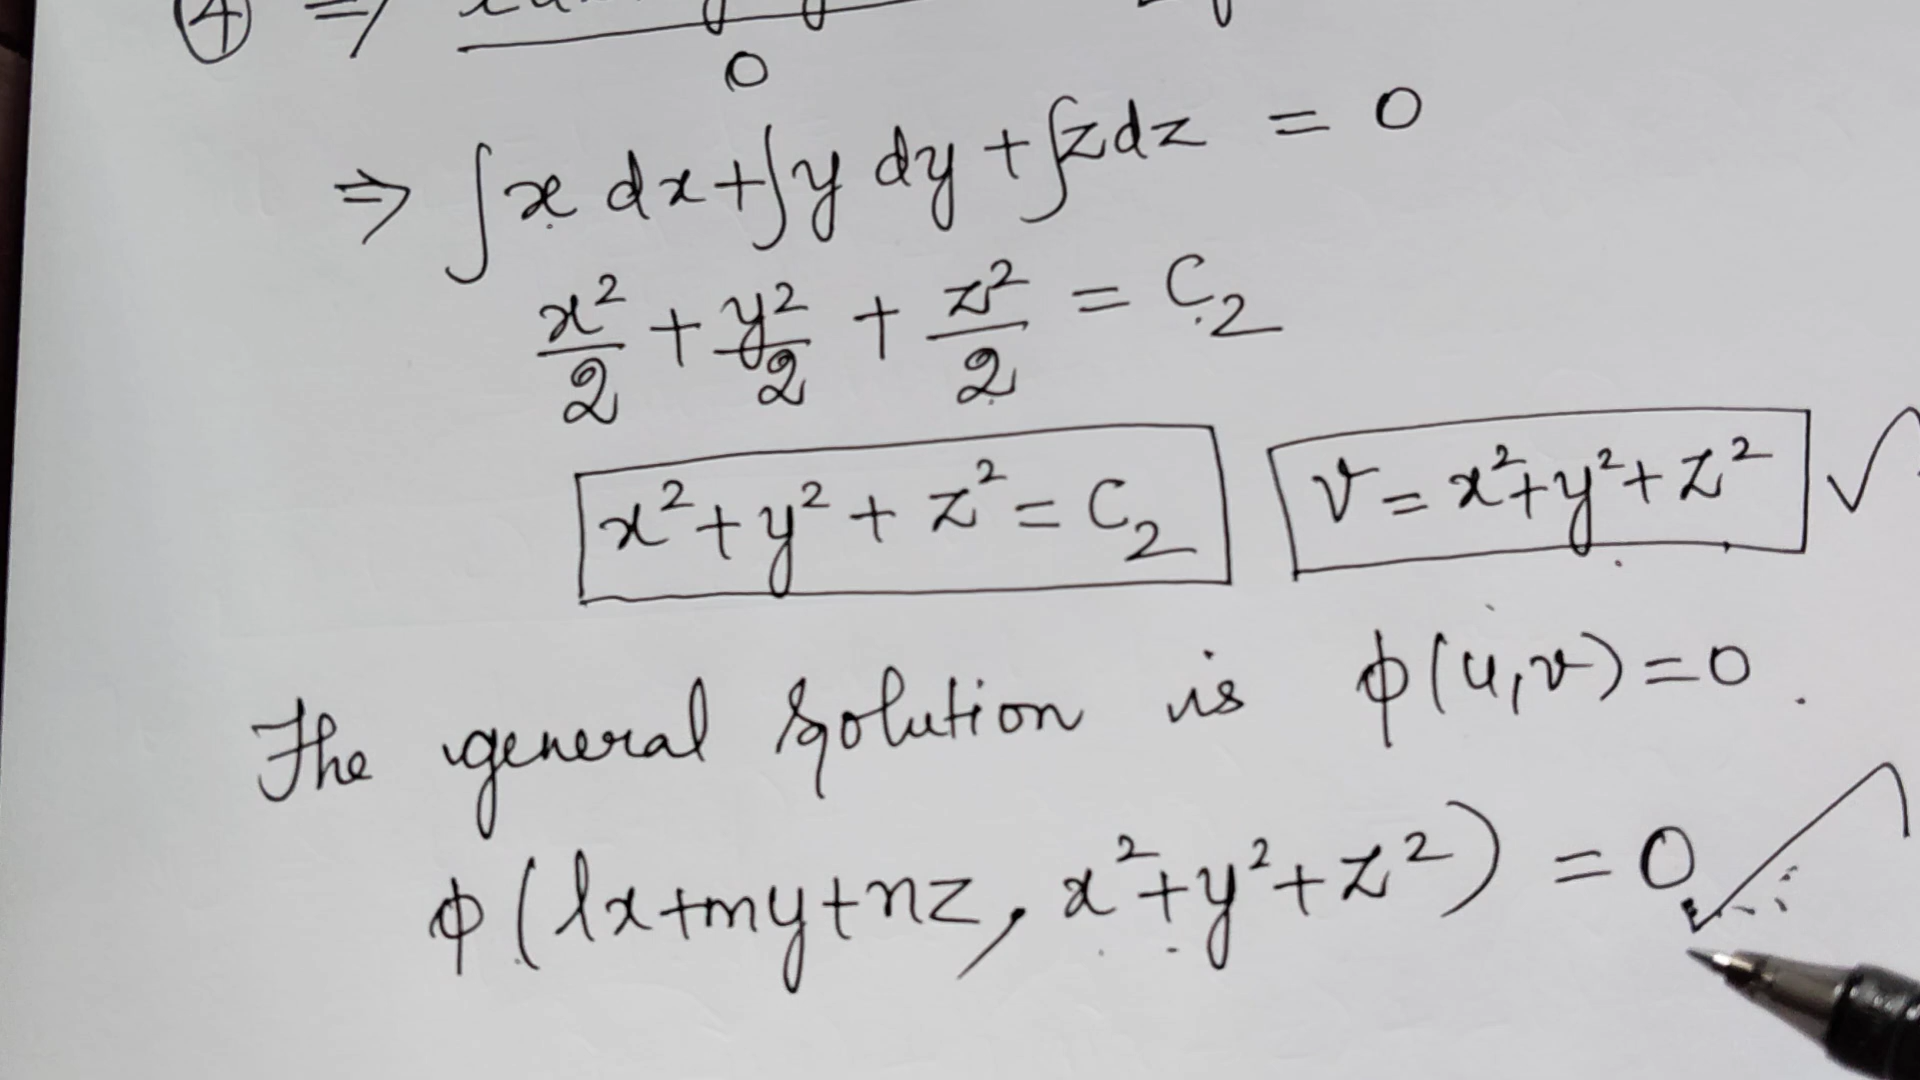 ④ ⇒
0
⇒ ∫x dx + ∫y dy + ∫z dz = 0
x²/2 + y²/2 + z²/2 = C₂
x² + y² + z² = C₂ v = x² + y² + z² ✓
The general solution is ϕ(u, v) = 0.
ϕ(lx + my + nz, x² + y² + z²) = 0 ✓